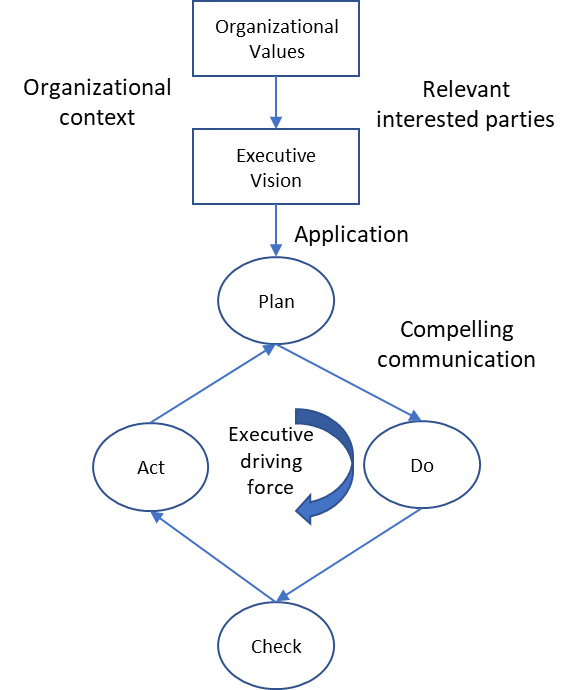 Organizational
Values
Organizational
context
Relevant
interested parties
Executive
Vision
Application
Plan
Compelling
communication
Executive
driving
force
Act
Do
Check